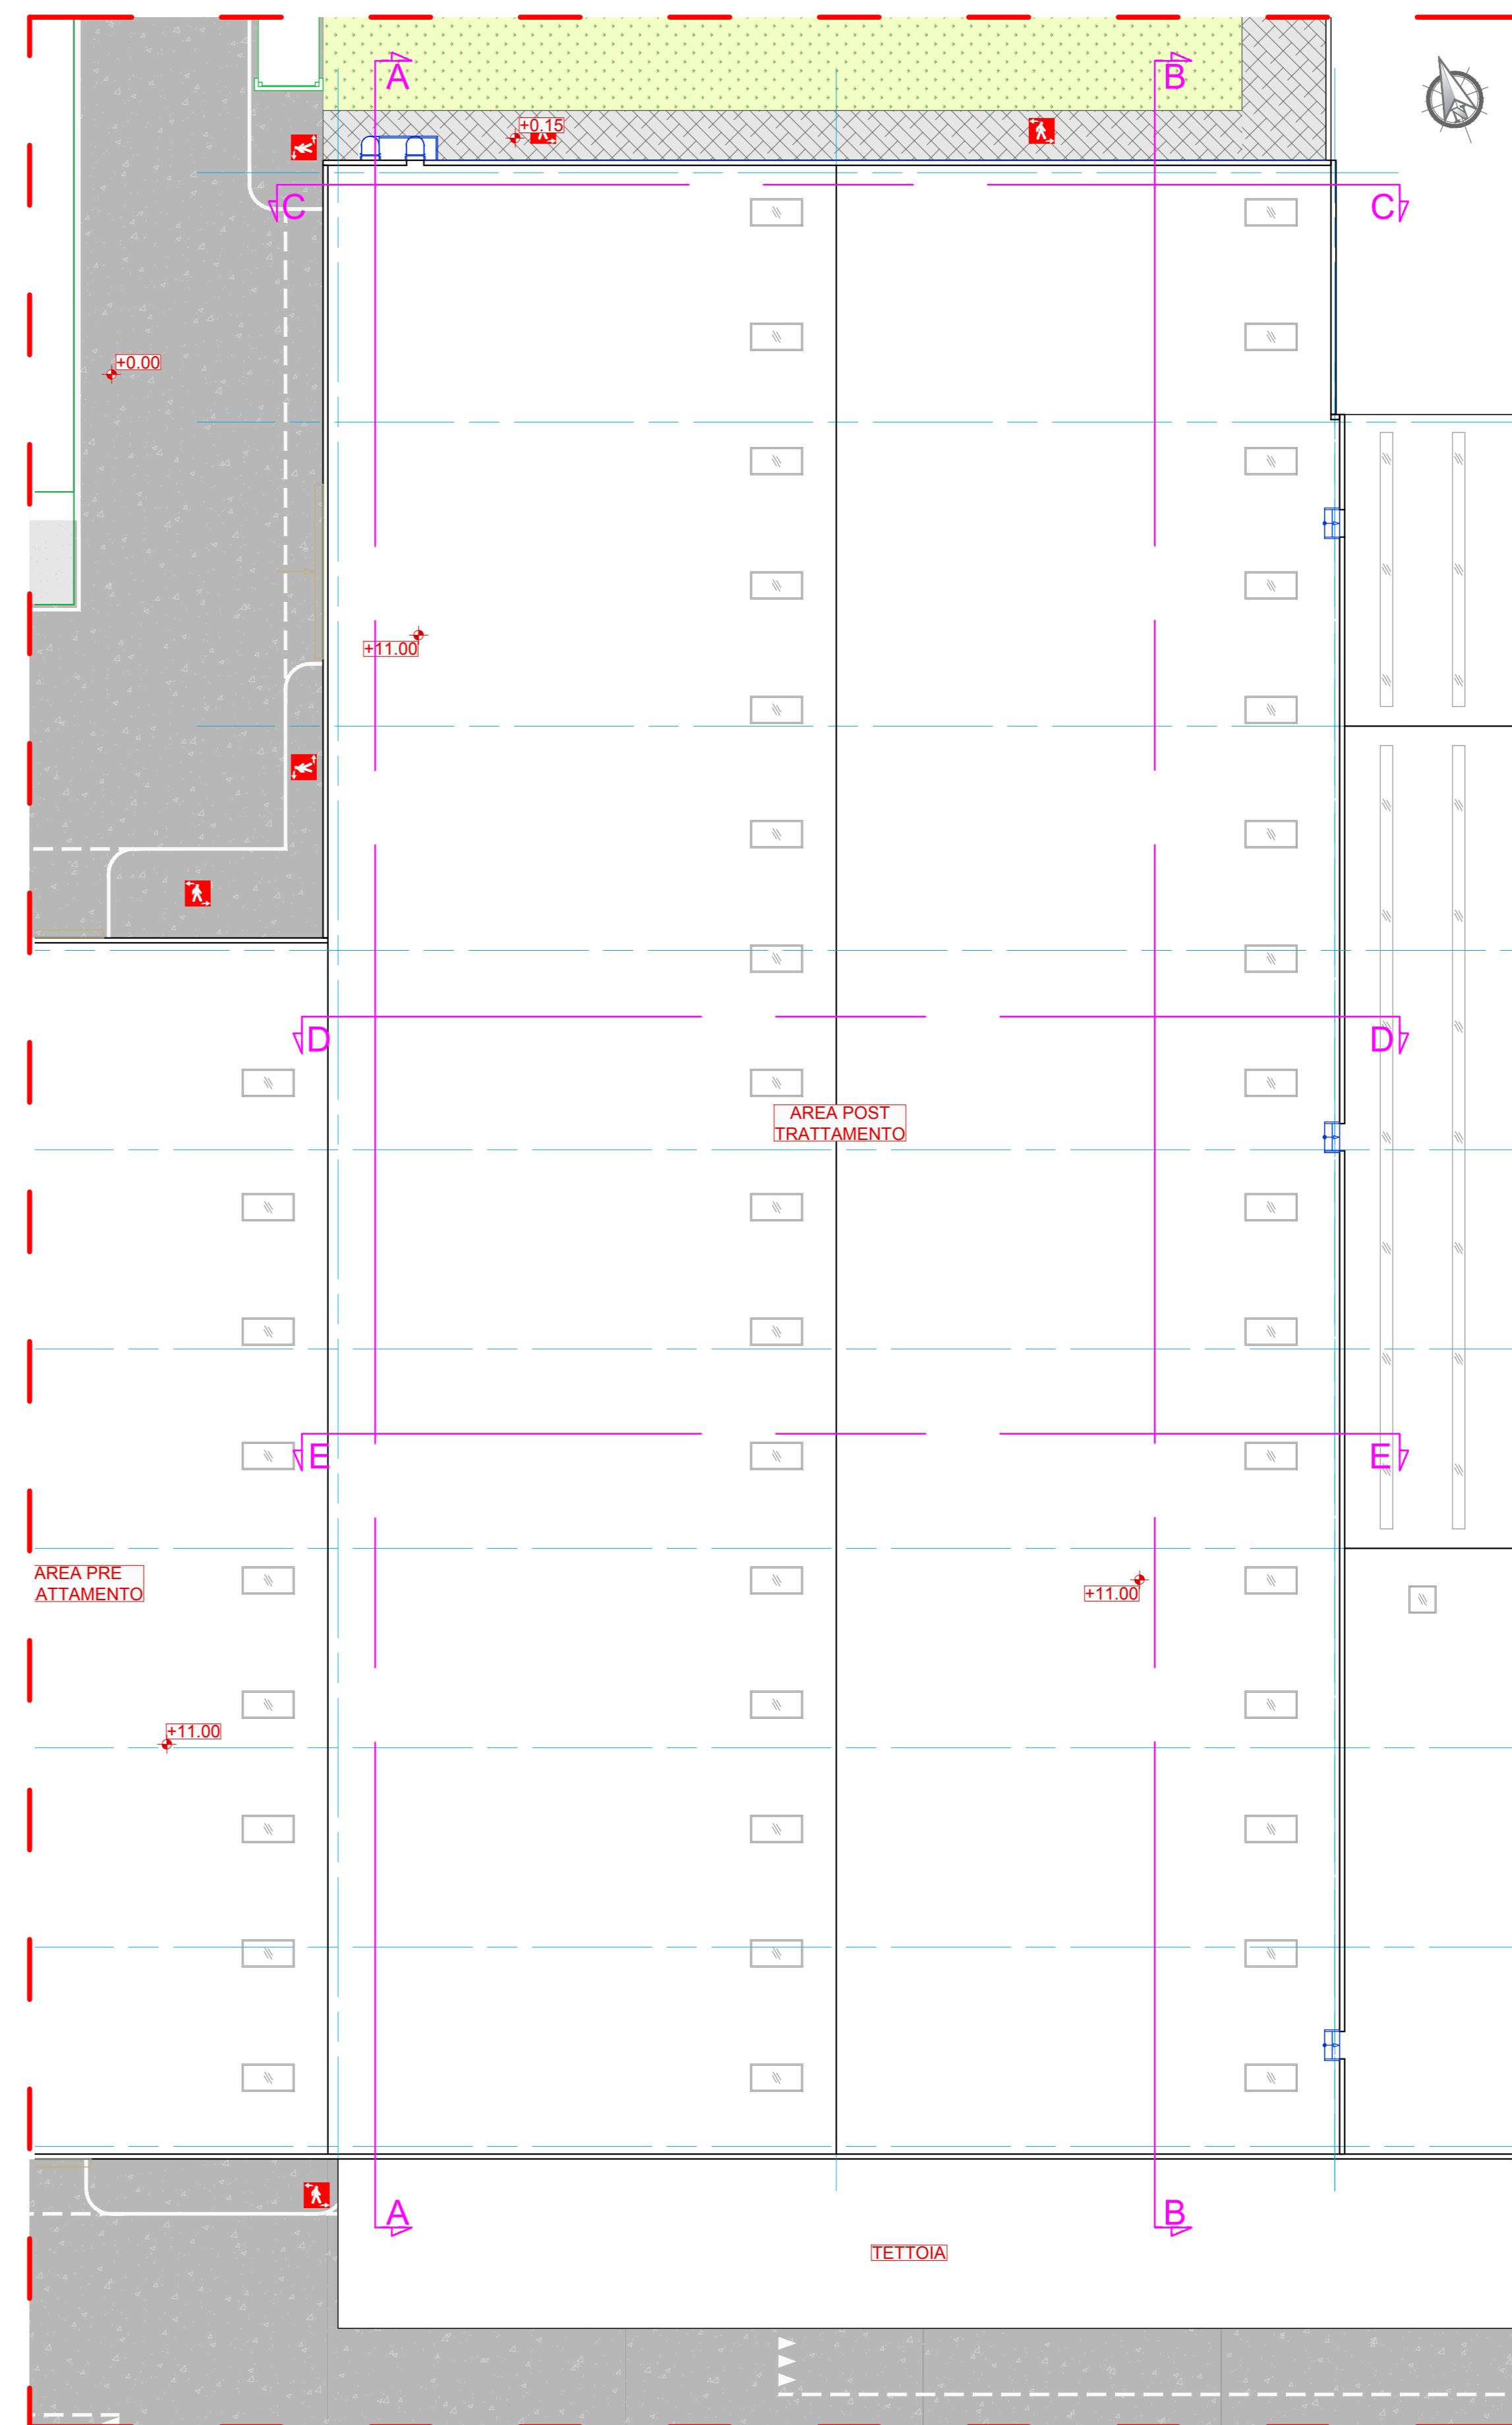 A
B
+0.15
C
C
+0.00
+11.00
D
D
AREA POST
TRATTAMENTO
E
E
AREA PRE
ATTAMENTO
+11.00
+11.00
A
B
TETTOIA